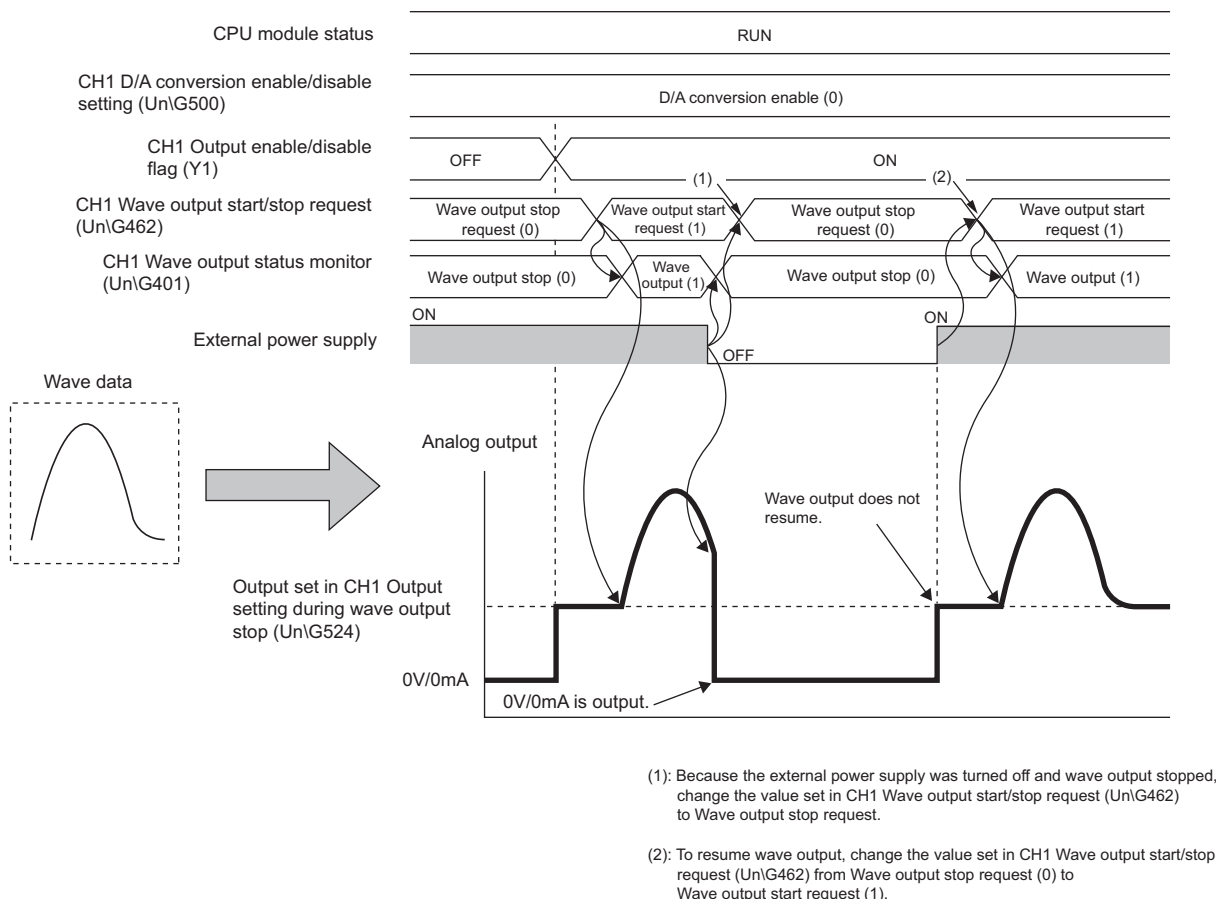 CPU module status
RUN
CH1 D/A conversion enable/disable
setting (Un\G500)
D/A conversion enable (0)
CH1 Output enable/disable
flag (Y1)
OFF
ON
(1)
(2)
CH1 Wave output start/stop request
(Un\G462)
Wave output stop
request (0)
Wave output start
request (1)
Wave output stop
request (0)
Wave output start
request (1)
CH1 Wave output status monitor
(Un\G401)
Wave output stop (0)
Wave
output (1)
Wave output stop (0)
Wave output (1)
External power supply
ON
OFF
ON
Wave data
Analog output
Wave output does not
resume.
Output set in CH1 Output
setting during wave output
stop (Un\G524)
0V/0mA
0V/0mA is output.
(1): Because the external power supply was turned off and wave output stopped,
change the value set in CH1 Wave output start/stop request (Un\G462)
to Wave output stop request.
(2): To resume wave output, change the value set in CH1 Wave output start/stop
request (Un\G462) from Wave output stop request (0) to
Wave output start request (1).